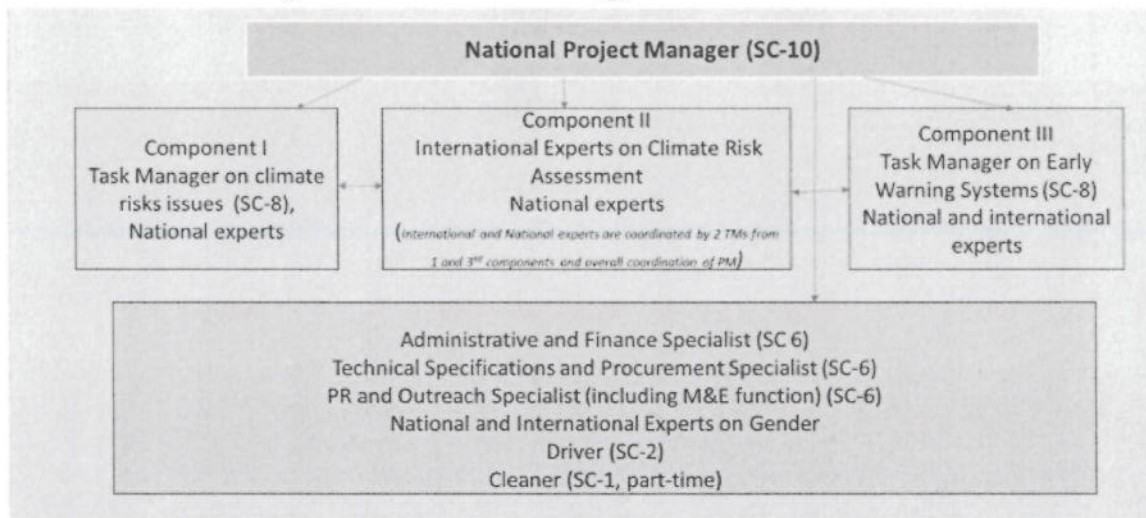 National Project Manager (SC-10)
Component I
Task Manager on climate
risks issues (SC-8),
National experts
Component II
International Experts on Climate Risk
Assessment
National experts
(International and National experts are coordinated by 2 TMs from
1 and 3rd components and overall coordination of PM)
Component III
Task Manager on Early
Warning Systems (SC-8)
National and international
experts
Administrative and Finance Specialist (SC 6)
Technical Specifications and Procurement Specialist (SC-6)
PR and Outreach Specialist (including M&E function) (SC-6)
National and International Experts on Gender
Driver (SC-2)
Cleaner (SC-1, part-time)